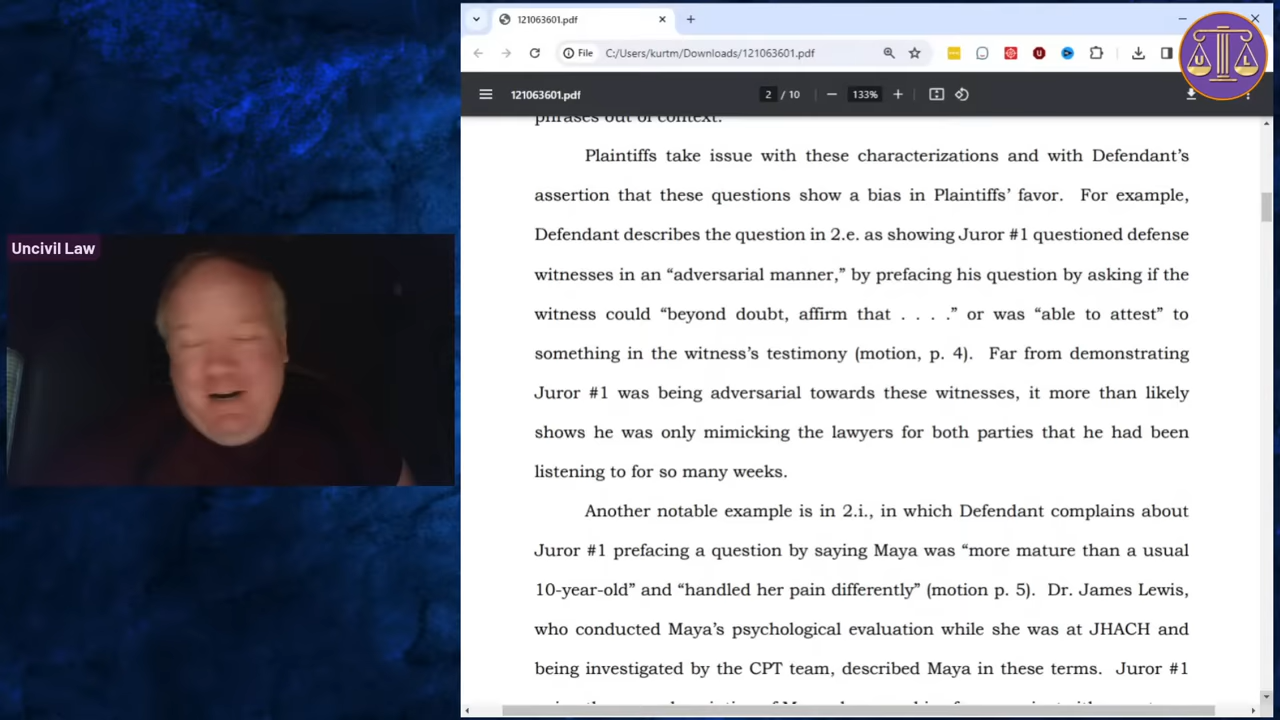 121063601.pdf
File
C:/Users/kurtm/Downloads/121063601.pdf
U L
121063601.pdf
2 / 10
133%
Uncivil Law
phrases out of context.
Plaintiffs take issue with these characterizations and with Defendant’s
assertion that these questions show a bias in Plaintiffs’ favor. For example,
Defendant describes the question in 2.e. as showing Juror #1 questioned defense
witnesses in an “adversarial manner,” by prefacing his question by asking if the
witness could “beyond doubt, affirm that . . . .” or was “able to attest” to
something in the witness’s testimony (motion, p. 4). Far from demonstrating
Juror #1 was being adversarial towards these witnesses, it more than likely
shows he was only mimicking the lawyers for both parties that he had been
listening to for so many weeks.
Another notable example is in 2.i., in which Defendant complains about
Juror #1 prefacing a question by saying Maya was “more mature than a usual
10-year-old” and “handled her pain differently” (motion p. 5). Dr. James Lewis,
who conducted Maya’s psychological evaluation while she was at JHACH and
being investigated by the CPT team, described Maya in these terms. Juror #1